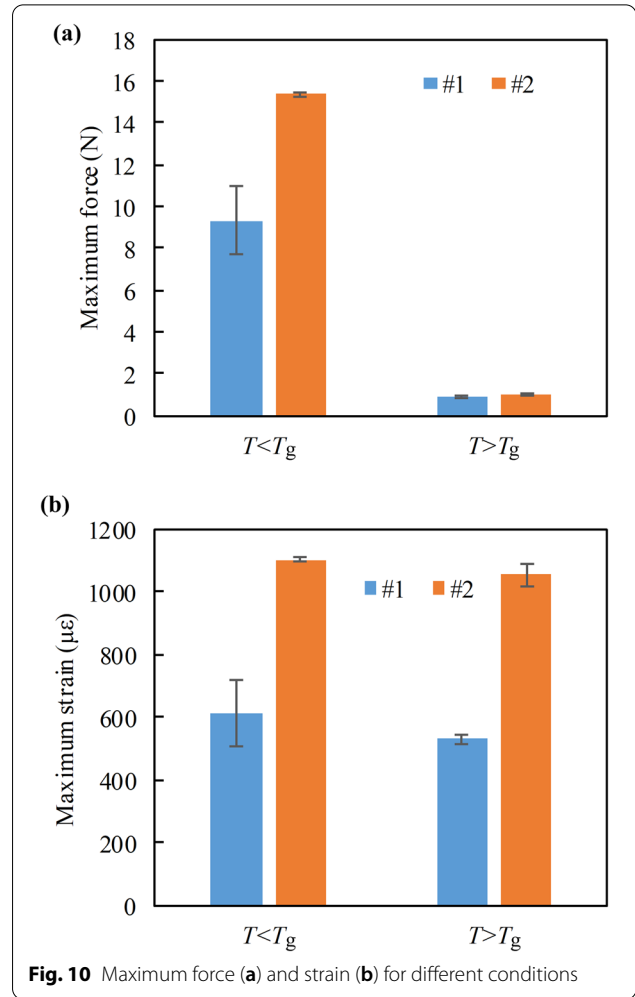 (a)
18
16
14
12
10
8
6
4
2
0
Maximum force (N)
#1 #2
T<Tg T>Tg
(b)
1200
1000
800
600
400
200
0
Maximum strain (με)
#1 #2
T<Tg T>Tg
Fig. 10 Maximum force (a) and strain (b) for different conditions